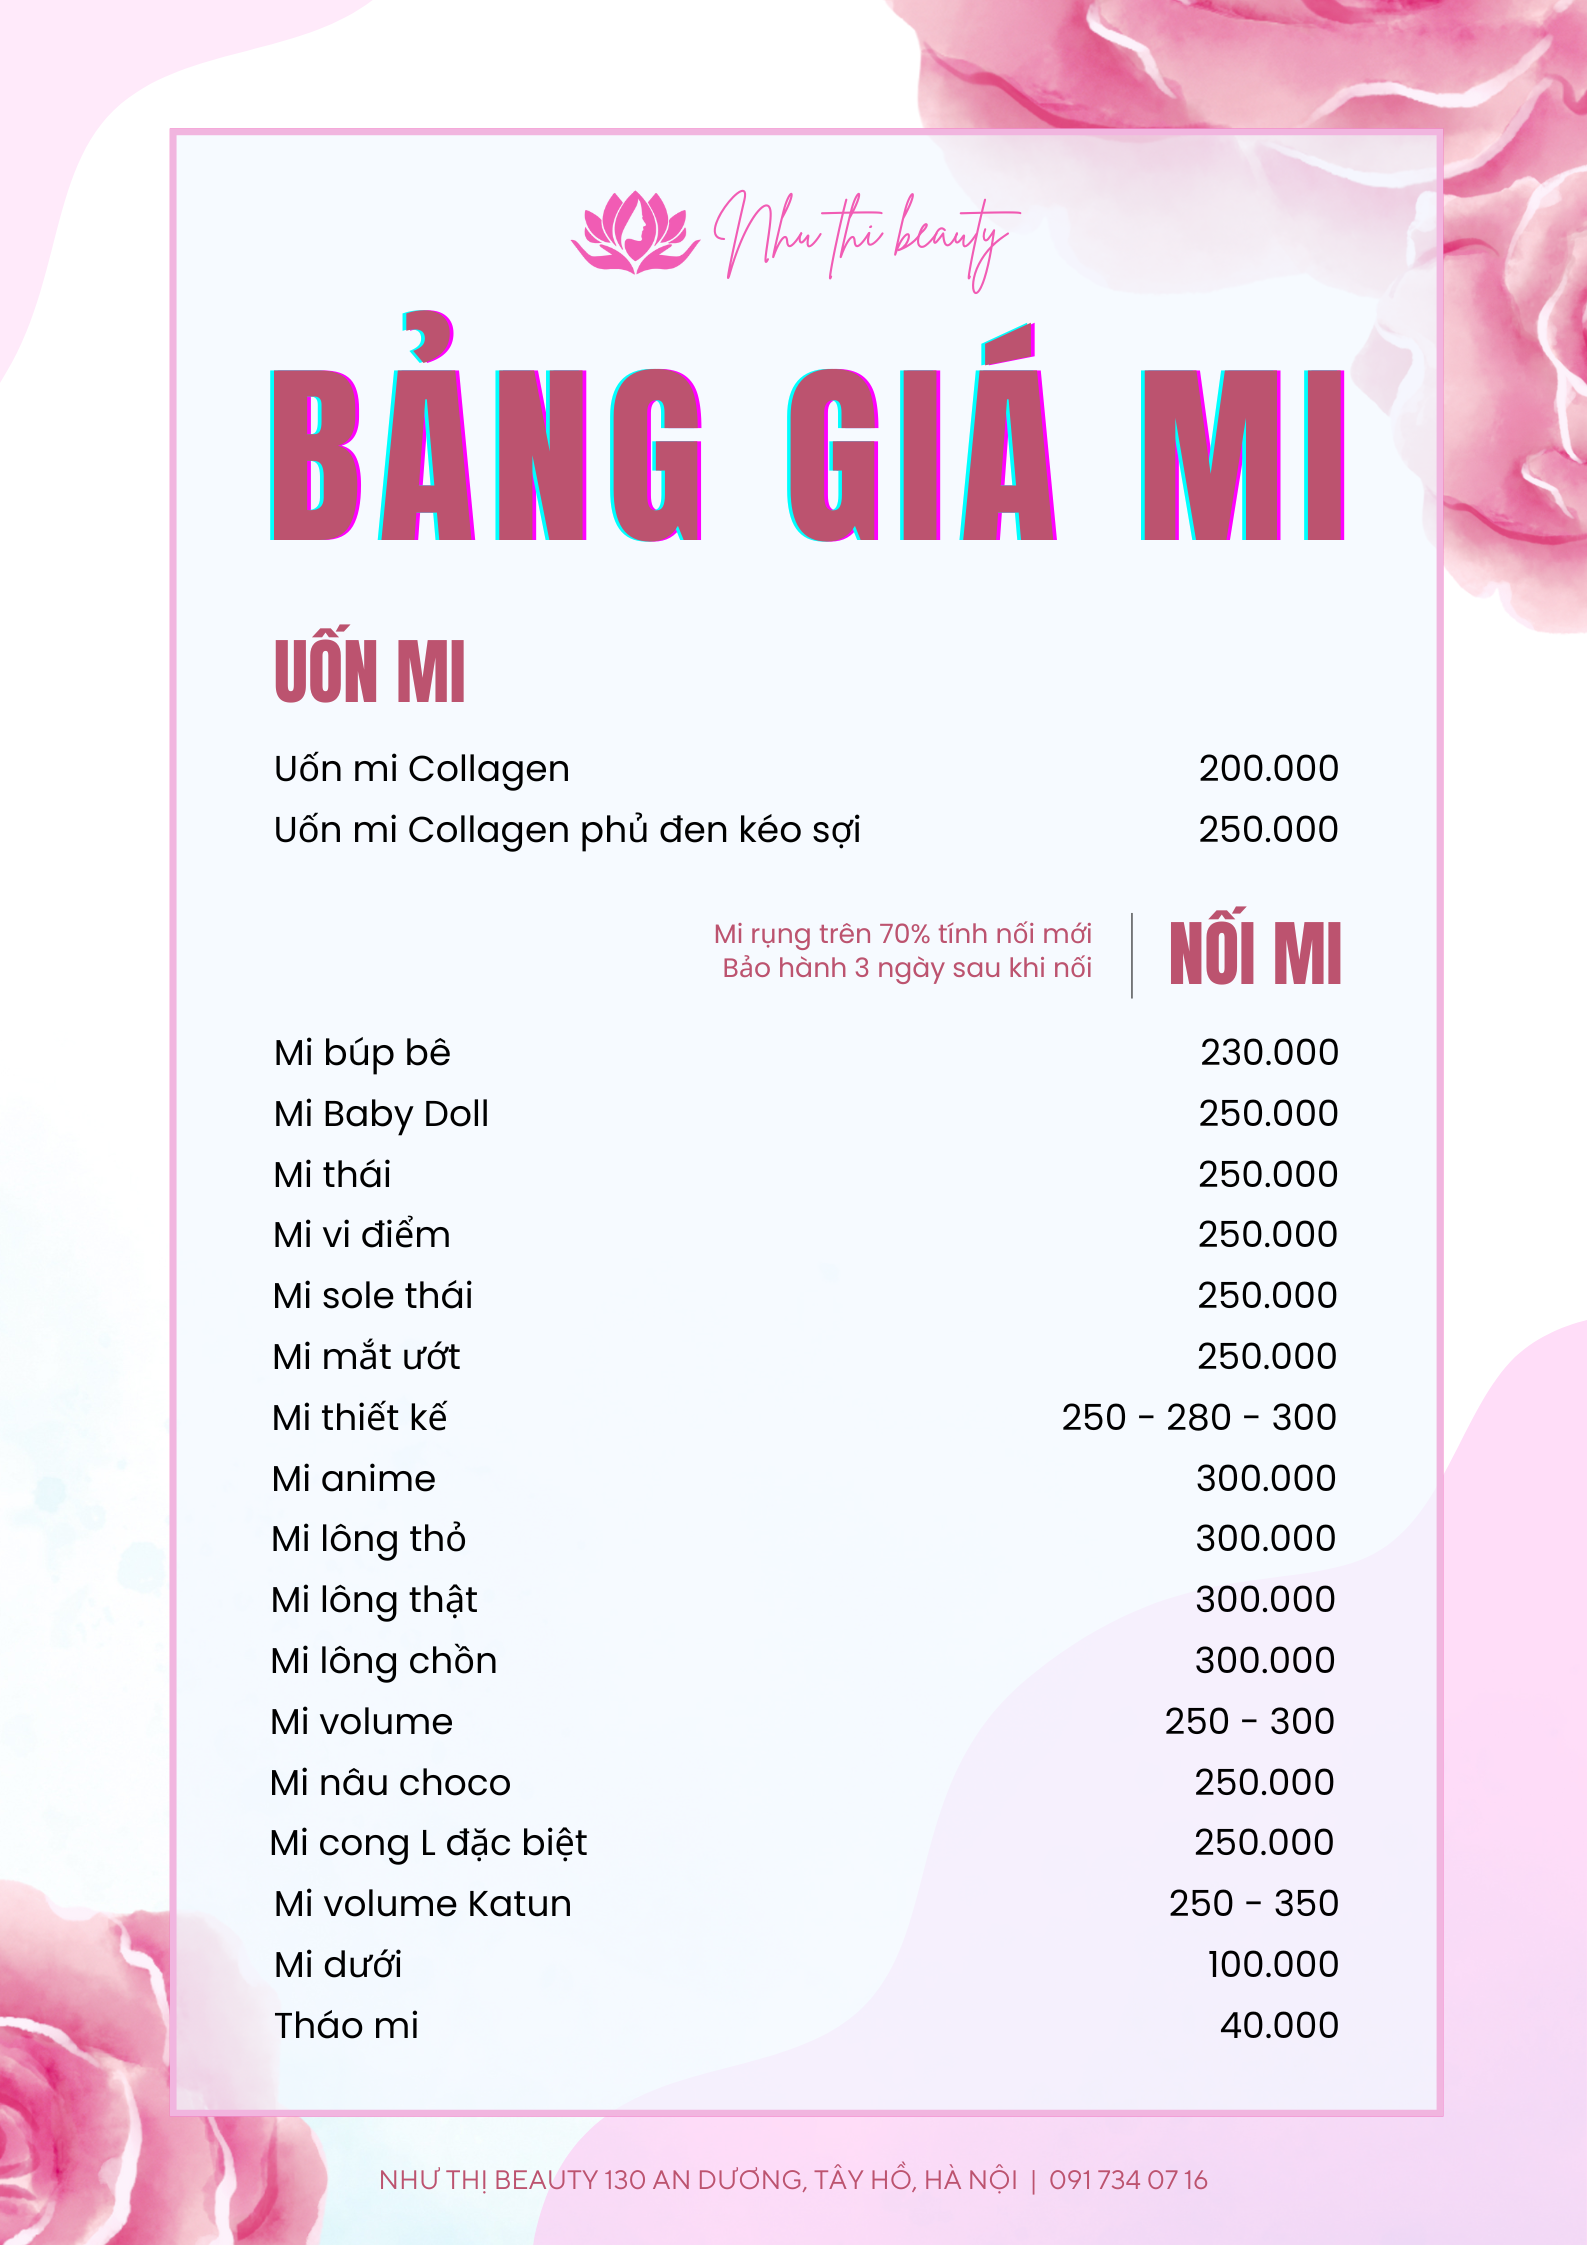 Như thị beauty
BẢNG GIÁ MI
UỐN MI
Uốn mi Collagen 200.000
Uốn mi Collagen phủ đen kéo sợi 250.000
Mi rụng trên 70% tính nối mới
Bảo hành 3 ngày sau khi nối
NỐI MI
Mi búp bê 230.000
Mi Baby Doll 250.000
Mi thái 250.000
Mi vi điểm 250.000
Mi sole thái 250.000
Mi mắt ướt 250.000
Mi thiết kế 250 - 280 - 300
Mi anime 300.000
Mi lông thỏ 300.000
Mi lông thật 300.000
Mi lông chồn 300.000
Mi volume 250 - 300
Mi nâu choco 250.000
Mi cong L đặc biệt 250.000
Mi volume Katun 250 - 350
Mi dưới 100.000
Tháo mi 40.000
NHƯ THỊ BEAUTY 130 AN DƯƠNG, TÂY HỒ, HÀ NỘI | 091 734 07 16